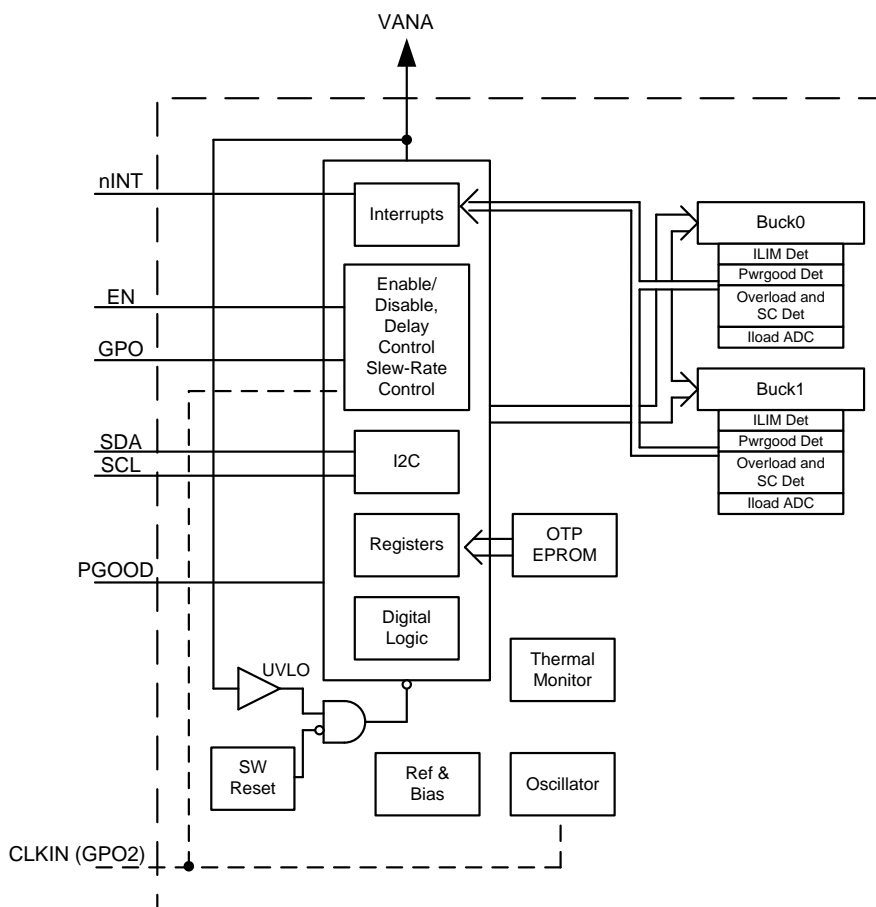 VANA
nINT
Interrupts
Buck0
ILIM Det
Pwrgood Det
Overload and
SC Det
Iload ADC
EN
GPO
Enable/
Disable,
Delay
Control
Slew-Rate
Control
Buck1
ILIM Det
Pwrgood Det
Overload and
SC Det
Iload ADC
SDA
SCL
I2C
Registers
OTP
EPROM
PGOOD
Digital
Logic
UVLO
Thermal
Monitor
SW
Reset
Ref &
Bias
Oscillator
CLKIN (GPO2)